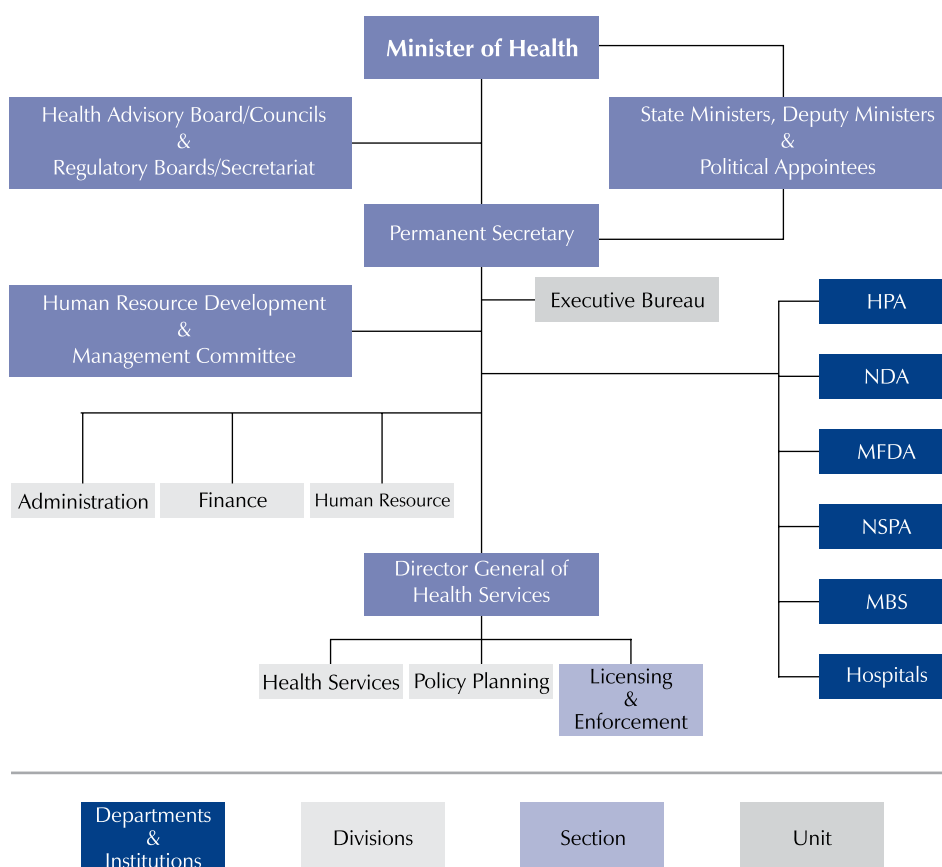 Minister of Health
Health Advisory Board/Councils
&
Regulatory Boards/Secretariat
State Ministers, Deputy Ministers
&
Political Appointees
Permanent Secretary
Executive Bureau
Human Resource Development
&
Management Committee
HPA
NDA
MFDA
NSPA
MBS
Hospitals
Administration
Finance
Human Resource
Director General of
Health Services
Health Services
Policy Planning
Licensing
&
Enforcement
Departments
&
Institutions
Divisions
Section
Unit